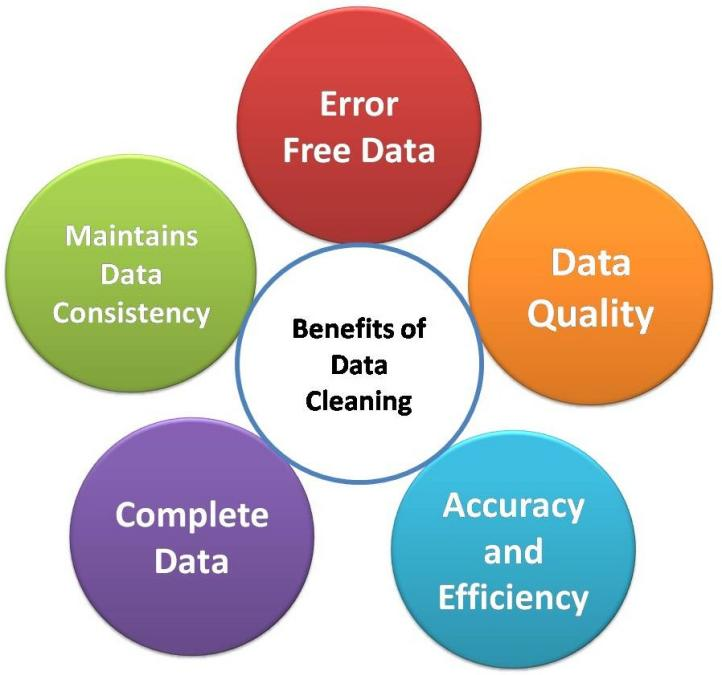 Error
Free Data
Maintains
Data
Consistency
Data
Quality
Benefits of
Data
Cleaning
Complete
Data
Accuracy
and
Efficiency